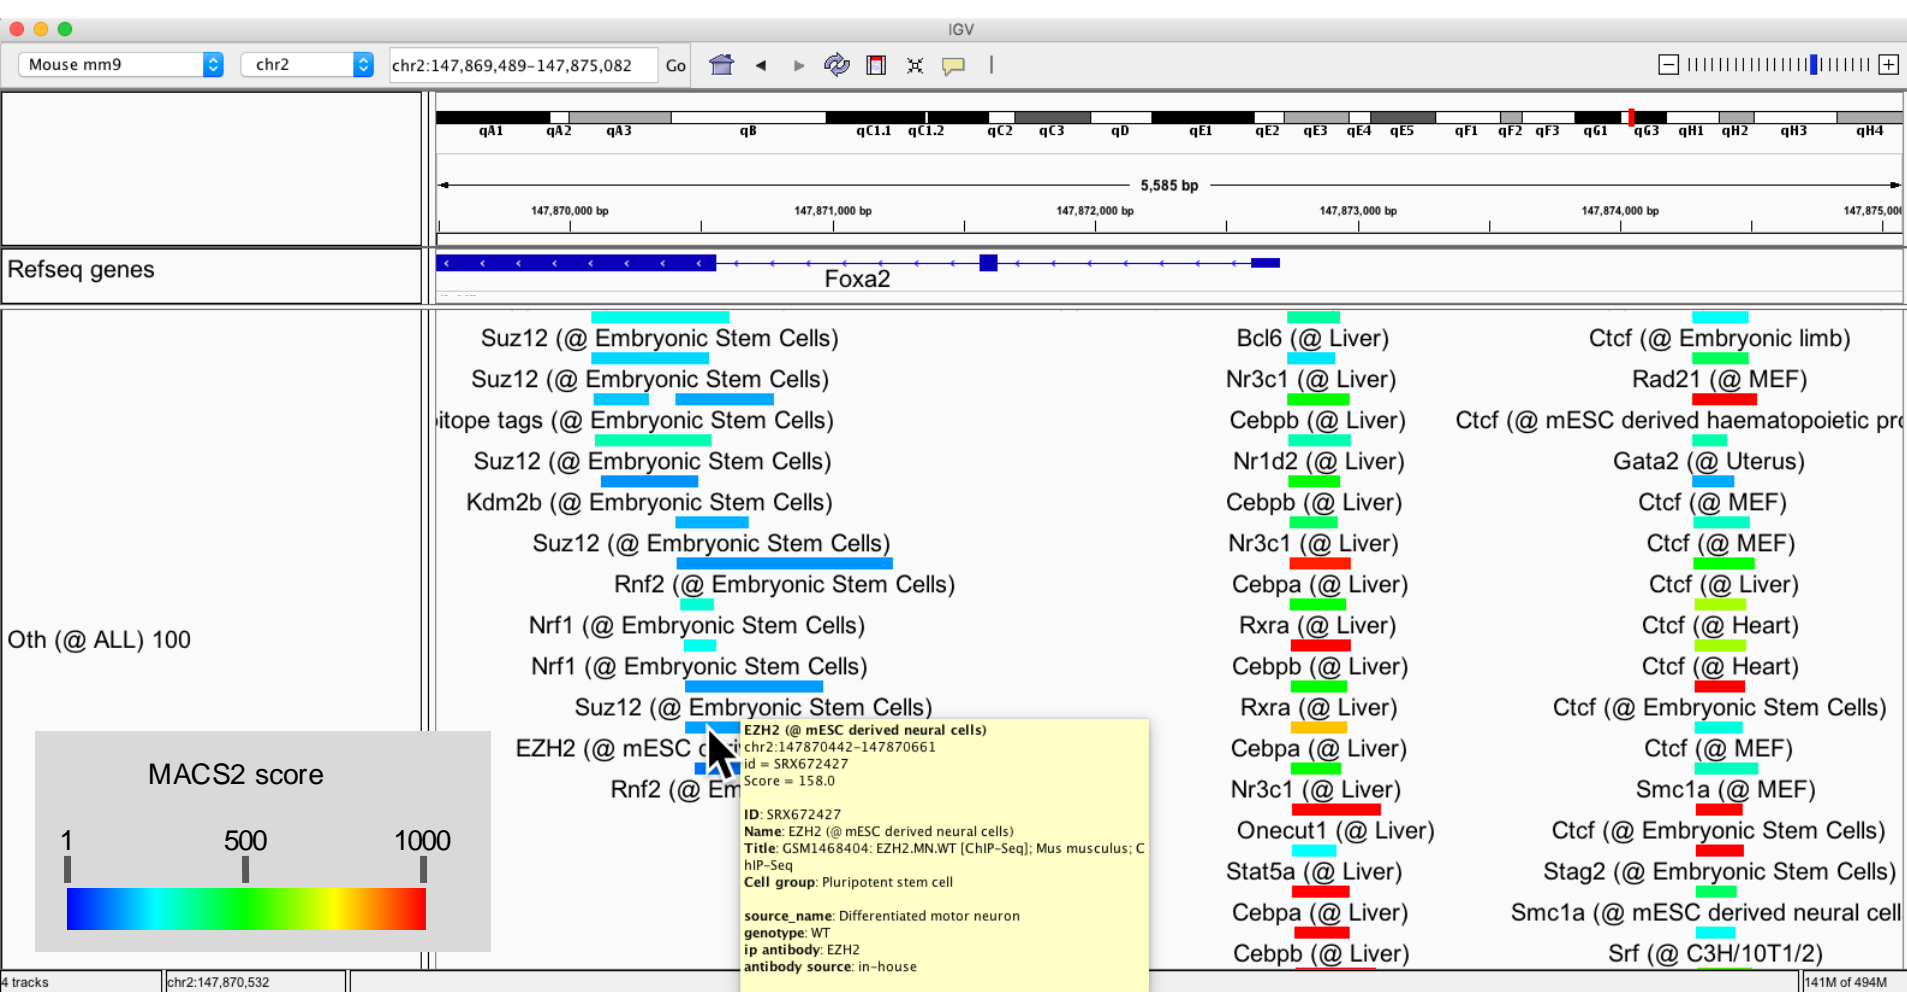 IGV
Mouse mm9 chr2 chr2:147,869,489-147,875,082 Go
qA1 qA2 qA3 qB qC1.1 qC1.2 qC2 qC3 qD qE1 qE2 qE3 qE4 qE5 qF1 qF2 qF3 qG1 qG3 qH1 qH2 qH3 qH4
5,585 bp
147,870,000 bp 147,871,000 bp 147,872,000 bp 147,873,000 bp 147,874,000 bp 147,875,00
Refseq genes
Foxa2
Oth (@ ALL) 100
Suz12 (@ Embryonic Stem Cells) Bcl6 (@ Liver) Ctcf (@ Embryonic limb)
Suz12 (@ Embryonic Stem Cells) Nr3c1 (@ Liver) Rad21 (@ MEF)
itope tags (@ Embryonic Stem Cells) Cebpb (@ Liver) Ctcf (@ mESC derived haematopoietic pro
Suz12 (@ Embryonic Stem Cells) Nr1d2 (@ Liver) Gata2 (@ Uterus)
Kdm2b (@ Embryonic Stem Cells) Cebpb (@ Liver) Ctcf (@ MEF)
Suz12 (@ Embryonic Stem Cells) Nr3c1 (@ Liver) Ctcf (@ MEF)
Rnf2 (@ Embryonic Stem Cells) Cebpa (@ Liver) Ctcf (@ Liver)
Nrf1 (@ Embryonic Stem Cells) Rxra (@ Liver) Ctcf (@ Heart)
Nrf1 (@ Embryonic Stem Cells) Cebpb (@ Liver) Ctcf (@ Heart)
Suz12 (@ Embryonic Stem Cells) Rxra (@ Liver) Ctcf (@ Embryonic Stem Cells)
EZH2 (@ mESC Cebpa (@ Liver) Ctcf (@ MEF)
Rnf2 (@ Em Nr3c1 (@ Liver) Smc1a (@ MEF)
Onecut1 (@ Liver) Ctcf (@ Embryonic Stem Cells)
Stat5a (@ Liver) Stag2 (@ Embryonic Stem Cells)
Cebpa (@ Liver) Smc1a (@ mESC derived neural cell
Cebpb (@ Liver) Srf (@ C3H/10T1/2)
EZH2 (@ mESC derived neural cells)
chr2:147870442-147870661
id = SRX672427
Score = 158.0
ID: SRX672427
Name: EZH2 (@ mESC derived neural cells)
Title: GSM1468404: EZH2.MN.WT [ChIP-Seq]; Mus musculus; C
hIP-Seq
Cell group: Pluripotent stem cell
source_name: Differentiated motor neuron
genotype: WT
ip antibody: EZH2
antibody source: in-house
MACS2 score
1 500 1000
4 tracks chr2:147,870,532 141M of 494M